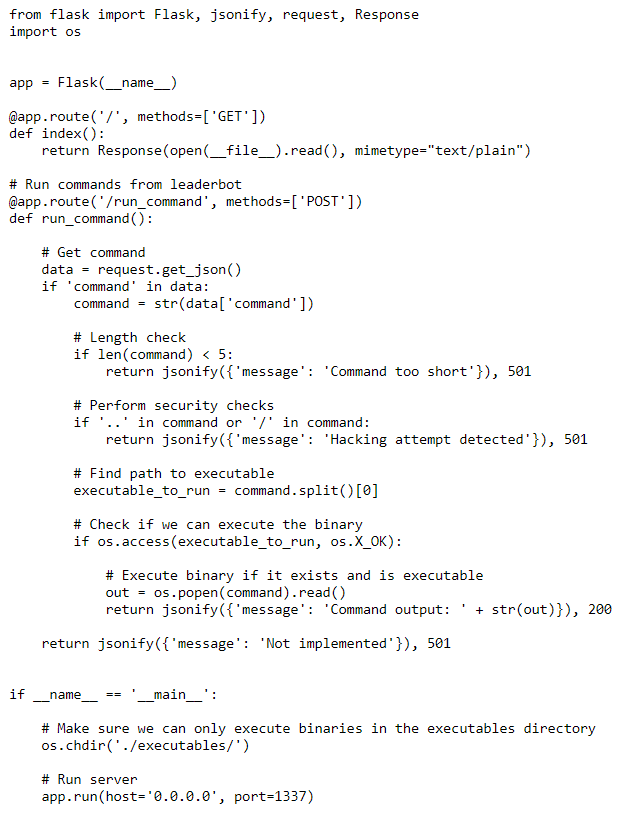 from flask import Flask, jsonify, request, Response
import os
app = Flask(__name__)
@app.route('/', methods=['GET'])
def index():
    return Response(open(__file__).read(), mimetype="text/plain")
# Run commands from leaderbot
@app.route('/run_command', methods=['POST'])
def run_command():
    # Get command
    data = request.get_json()
    if 'command' in data:
        command = str(data['command'])
        # Length check
        if len(command) < 5:
            return jsonify({'message': 'Command too short'}), 501
        # Perform security checks
        if '..' in command or '/' in command:
            return jsonify({'message': 'Hacking attempt detected'}), 501
        # Find path to executable
        executable_to_run = command.split()[0]
        # Check if we can execute the binary
        if os.access(executable_to_run, os.X_OK):
            # Execute binary if it exists and is executable
            out = os.popen(command).read()
            return jsonify({'message': 'Command output: ' + str(out)}), 200
    return jsonify({'message': 'Not implemented'}), 501
if __name__ == '__main__':
    # Make sure we can only execute binaries in the executables directory
    os.chdir('./executables/')
    # Run server
    app.run(host='0.0.0.0', port=1337)